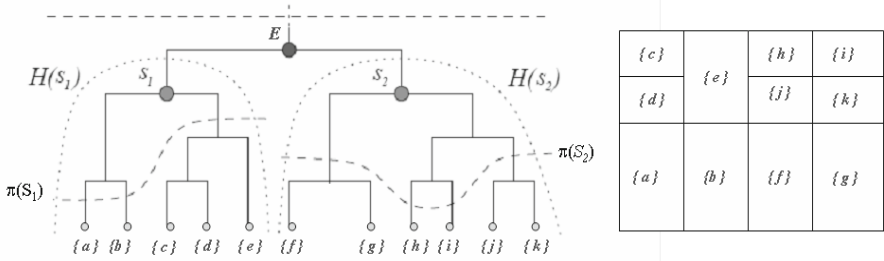 E
H(s₁)
S₁
S₂
H(s₂)
π(S₁)
π(S₂)
{a} {b} {c} {d} {e} {f} {g} {h} {i} {j} {k}
{c} {e} {h} {i}
{d} {j} {k}
{a} {b} {f} {g}